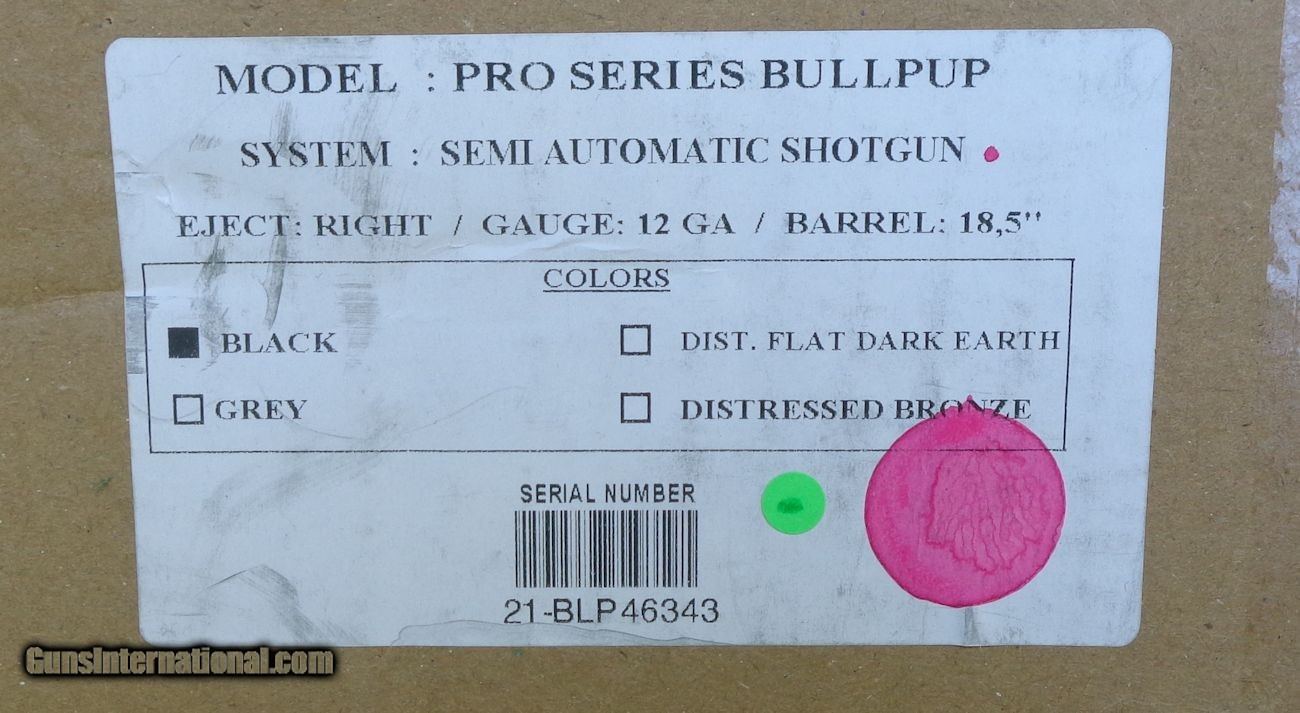 MODEL : PRO SERIES BULLPUP
SYSTEM : SEMI AUTOMATIC SHOTGUN
EJECT: RIGHT / GAUGE: 12 GA / BARREL: 18,5''
COLORS
BLACK
DIST. FLAT DARK EARTH
GREY
DISTRESSED BRONZE
SERIAL NUMBER
21-BLP46343
GunsInternational.com